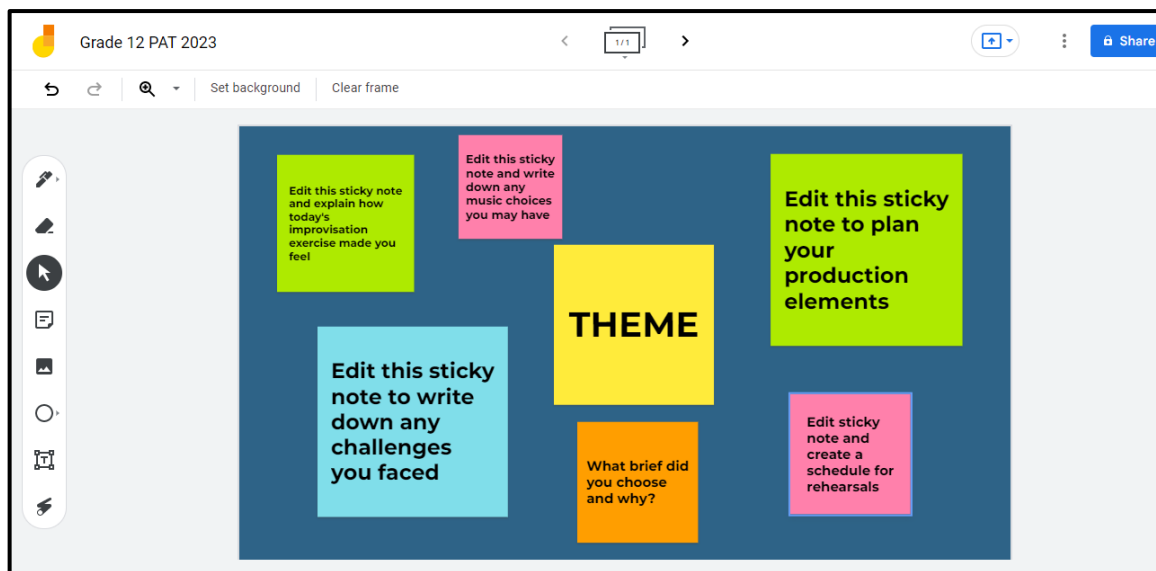 Grade 12 PAT 2023
1/1
Share
Set background
Clear frame
Edit this sticky note
and explain how
today's
improvisation
exercise made you
feel
Edit this sticky
note and write
down any
music choices
you may have
Edit this sticky
note to plan
your
production
elements
THEME
Edit this sticky
note to write
down any
challenges
you faced
What brief did
you choose
and why?
Edit sticky
note and
create a
schedule for
rehearsals